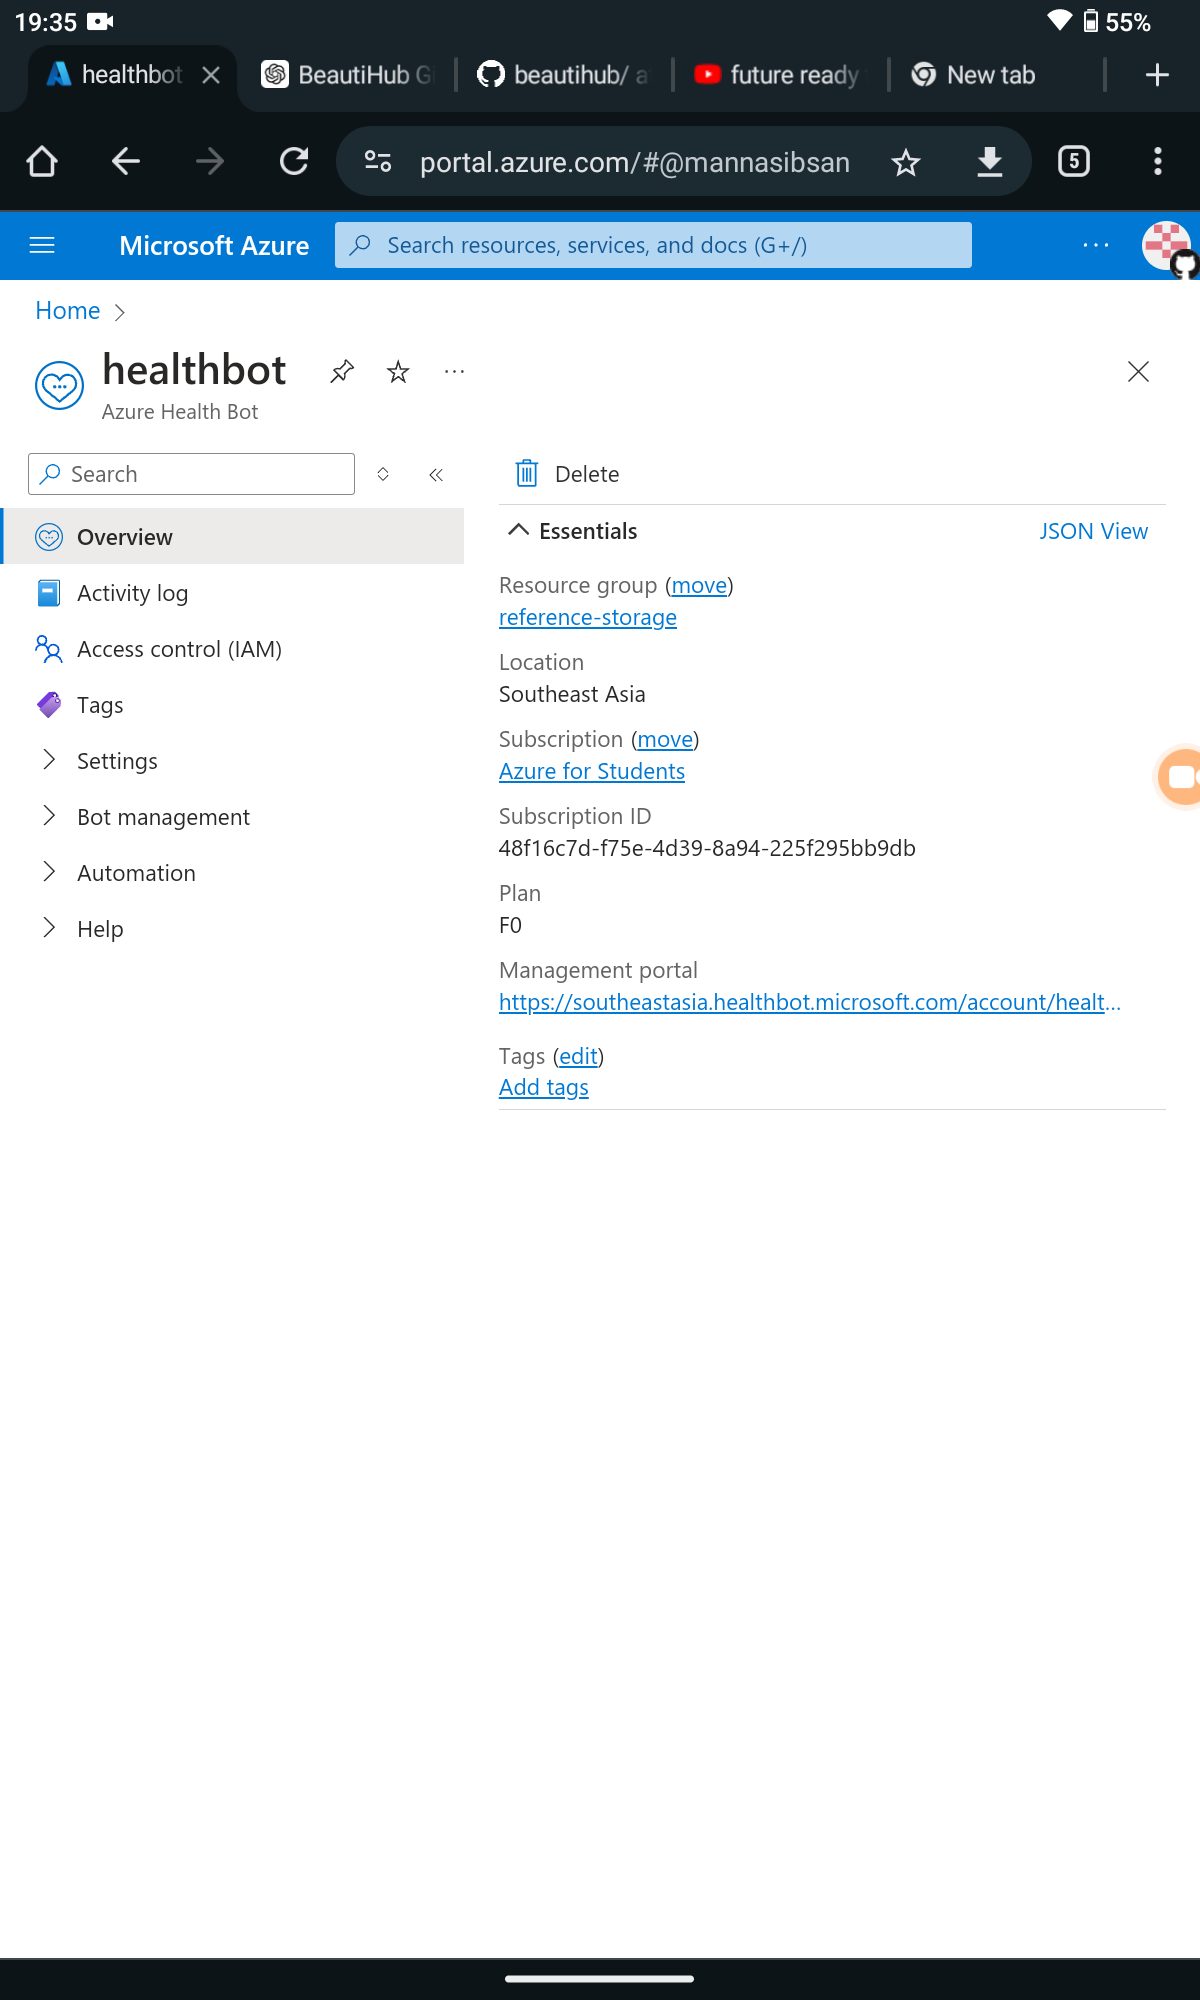 19:35
55%
healthbot
BeautiHub Gi
beautihub/ a
future ready
New tab
portal.azure.com/#@mannasibsan
5
Microsoft Azure
Search resources, services, and docs (G+/)
...
Home
healthbot
...
Azure Health Bot
Search
Delete
Overview
Essentials
JSON View
Activity log
Resource group (move)
reference-storage
Access control (IAM)
Location
Southeast Asia
Tags
Subscription (move)
Azure for Students
Settings
Bot management
Subscription ID
48f16c7d-f75e-4d39-8a94-225f295bb9db
Automation
Plan
F0
Help
Management portal
https://southeastasia.healthbot.microsoft.com/account/healt...
Tags (edit)
Add tags